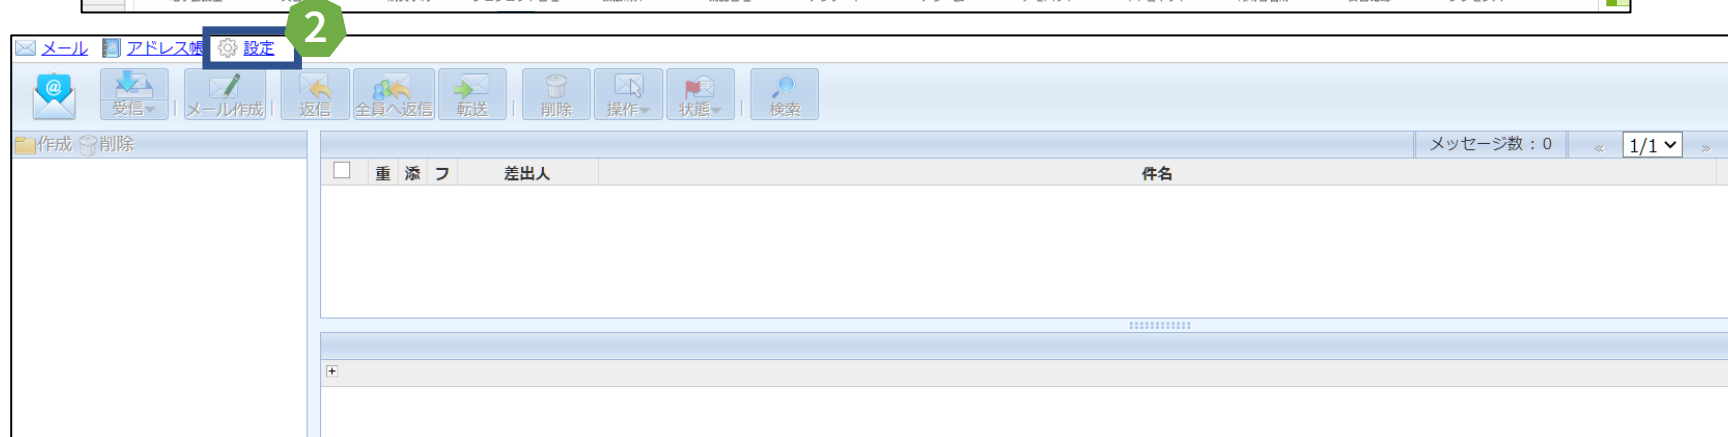 2
メール アドレス帳 設定
受信 メール作成 返信 全員へ返信 転送 削除 操作 状態 検索
作成 削除
メッセージ数：0 « 1/1 »
重 添 フ 差出人 件名